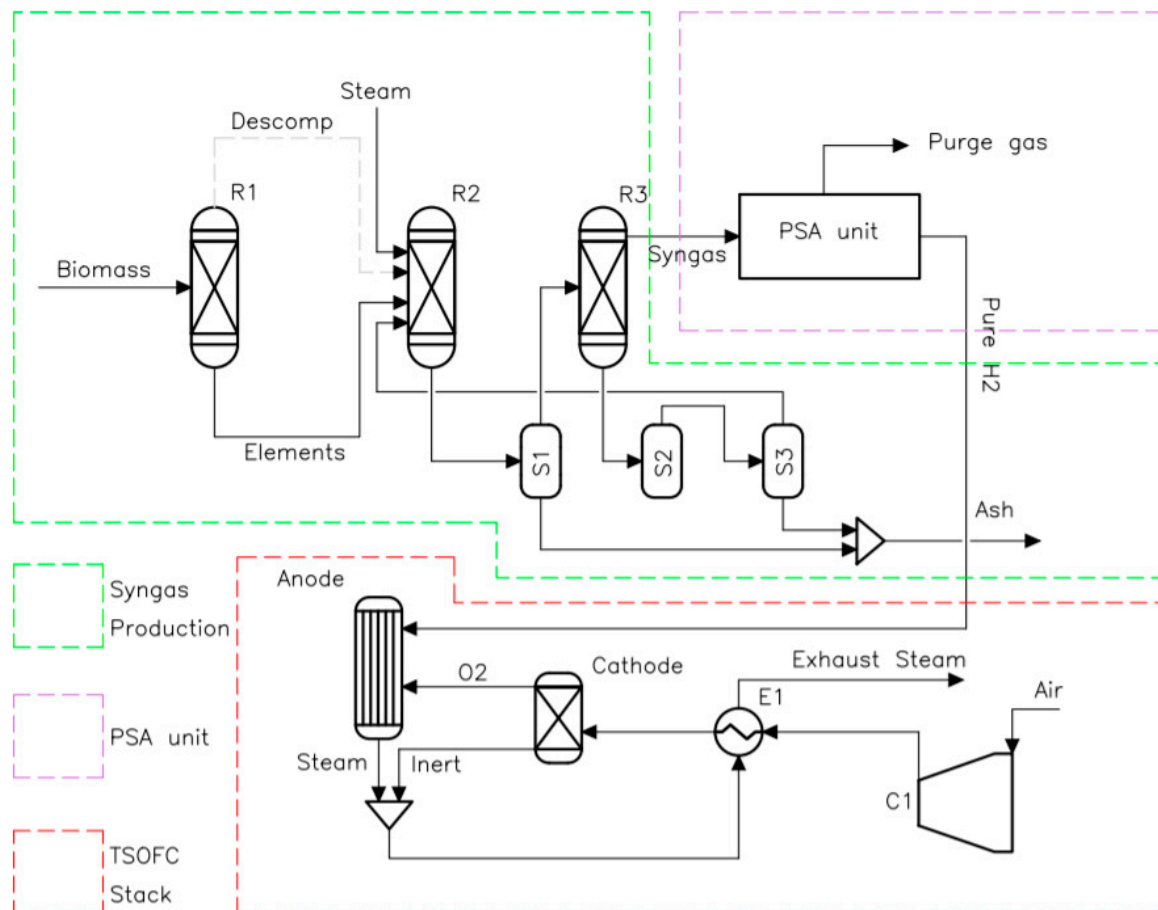 Steam
Descomp
R1
R2
R3
Purge gas
PSA unit
Syngas
Biomass
Pure H2
Elements
S1
S2
S3
Ash
Syngas
Production
PSA unit
TSOFC
Stack
Anode
O2
Cathode
Exhaust Steam
E1
Air
Steam
Inert
C1